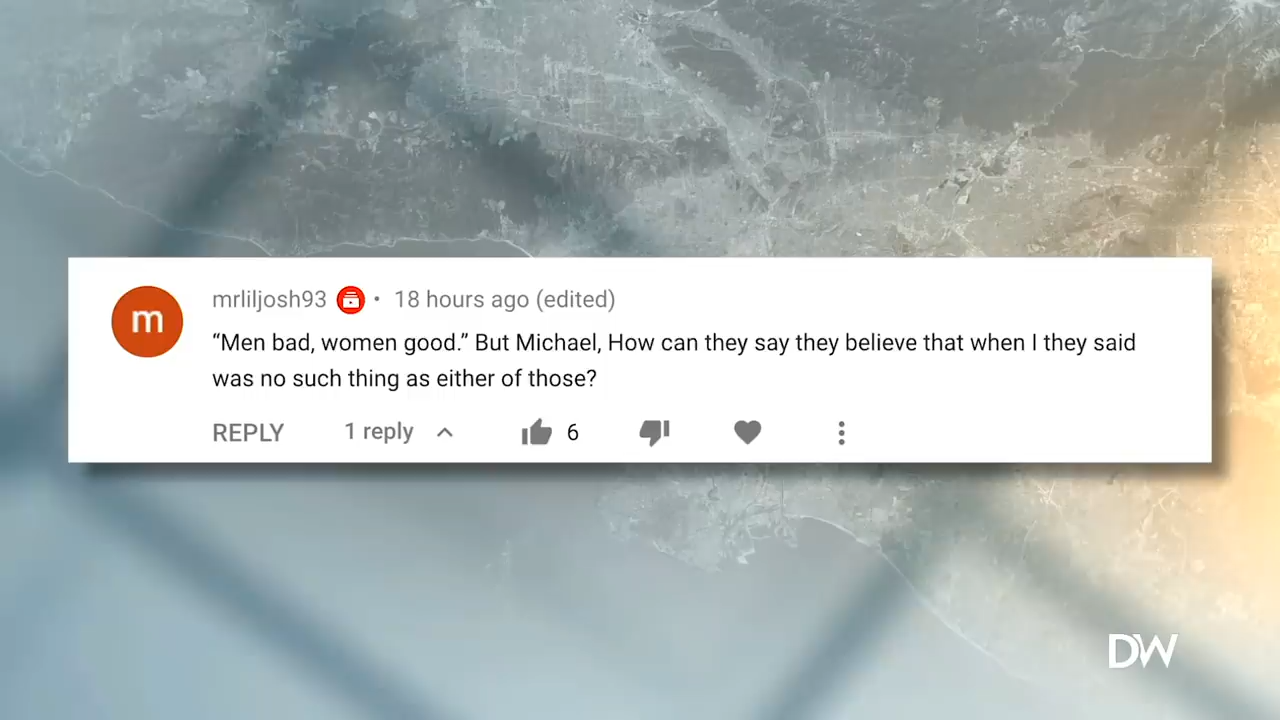 m
mrliljosh93 • 18 hours ago (edited)
“Men bad, women good.” But Michael, How can they say they believe that when I they said
was no such thing as either of those?
REPLY 1 reply 6
DW